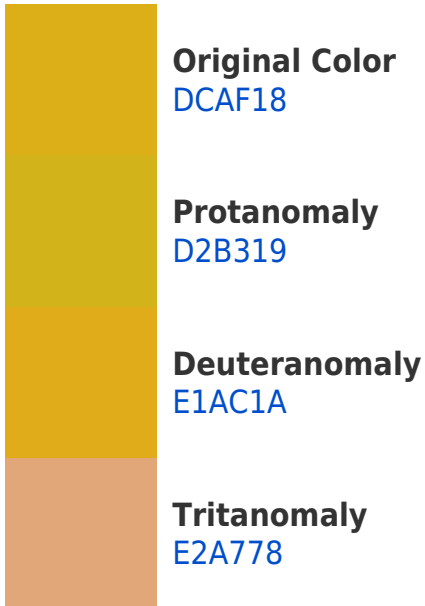 Original Color
DCAF18
Protanomaly
D2B319
Deuteranomaly
E1AC1A
Tritanomaly
E2A778